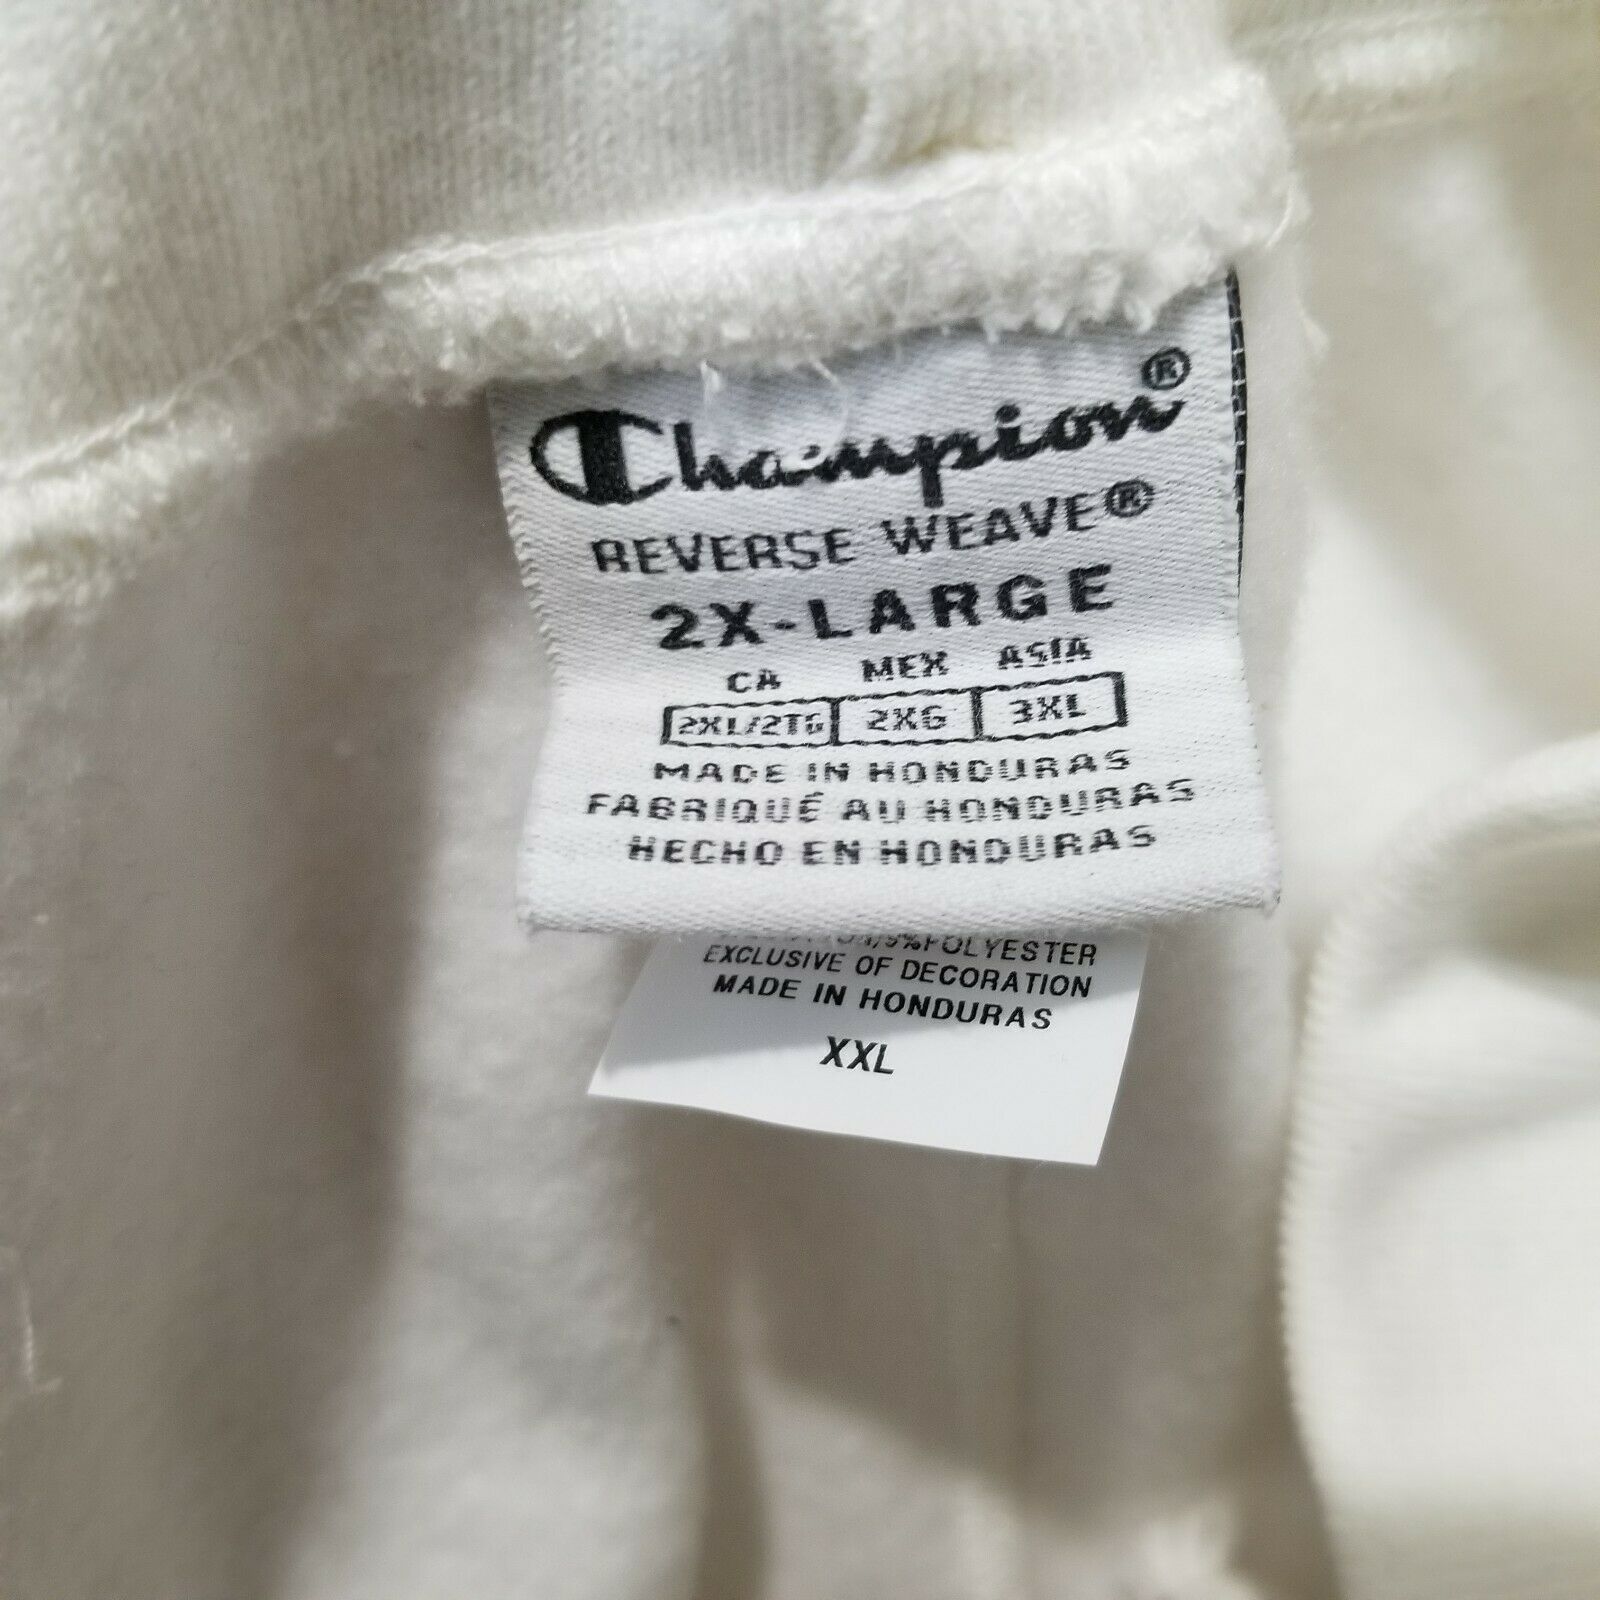 Champion®
REVERSE WEAVE®
2X-LARGE
CA MEX ASIA
2XL/2TG 2XG 3XL
MADE IN HONDURAS
FABRIQUÉ AU HONDURAS
HECHO EN HONDURAS
POLYESTER
EXCLUSIVE OF DECORATION
MADE IN HONDURAS
XXL